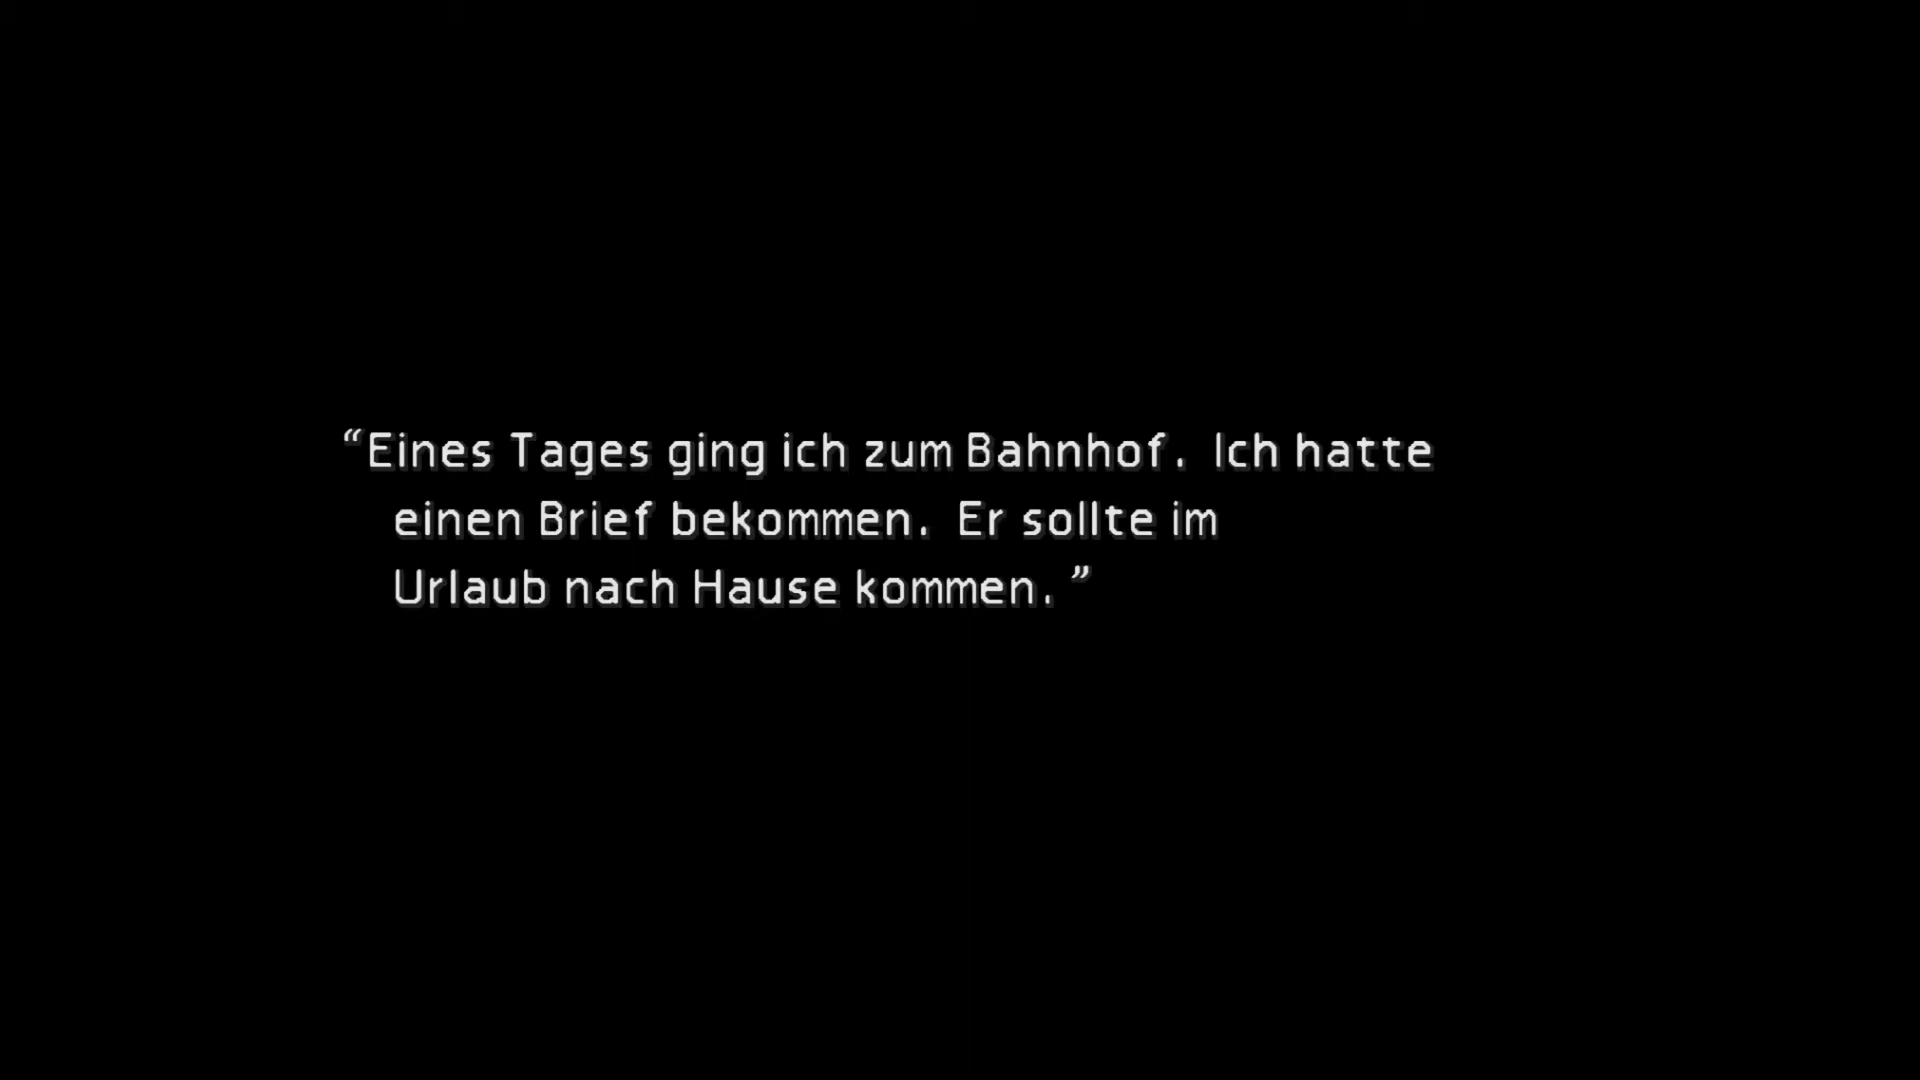 “Eines Tages ging ich zum Bahnhof. Ich hatte
einen Brief bekommen. Er sollte im
Urlaub nach Hause kommen.”